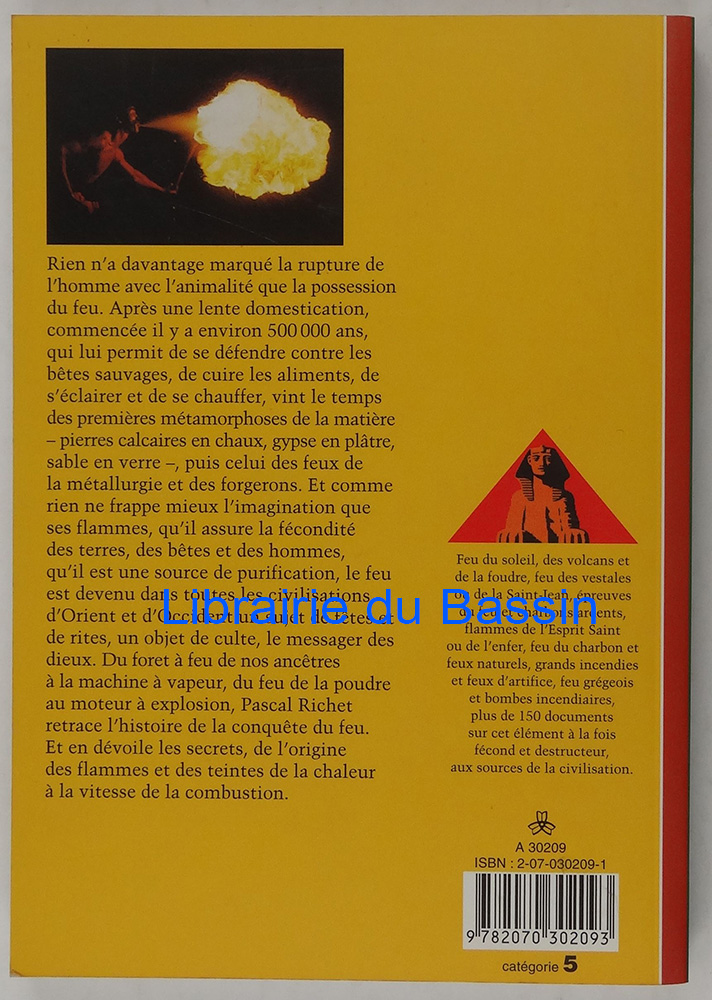 Rien n'a davantage marqué la rupture de
l'homme avec l'animalité que la possession
du feu. Après une lente domestication,
commencée il y a environ 500 000 ans,
qui lui permit de se défendre contre les
bêtes sauvages, de cuire les aliments, de
s'éclairer et de se chauffer, vint le temps
des premières métamorphoses de la matière
– pierres calcaires en chaux, gypse en plâtre,
sable en verre –, puis celui des feux de
la métallurgie et des forgerons. Et comme
rien ne frappe mieux l'imagination que
ses flammes, qu'il assure la fécondité
des terres, des bêtes et des hommes,
qu'il est une source de purification, le feu
est devenu dans toutes les civilisations
d'Orient et d'Occident un sujet de fêtes et
de rites, un objet de culte, le messager des
dieux. Du foret à feu de nos ancêtres
à la machine à vapeur, du feu de la poudre
au moteur à explosion, Pascal Richet
retrace l'histoire de la conquête du feu.
Et en dévoile les secrets, de l'origine
des flammes et des teintes de la chaleur
à la vitesse de la combustion.
Librairie du Bassin
Feu du soleil, des volcans et
de la foudre, feu des vestales
ou de la Saint-Jean, épreuves
du feu et charbons ardents,
flammes de l'Esprit Saint
ou de l'enfer, feu du charbon et
feux naturels, grands incendies
et feux d'artifice, feu grégeois
et bombes incendiaires,
plus de 150 documents
sur cet élément à la fois
fécond et destructeur,
aux sources de la civilisation.
A 30209
ISBN : 2-07-030209-1
9 782070 302093
catégorie 5